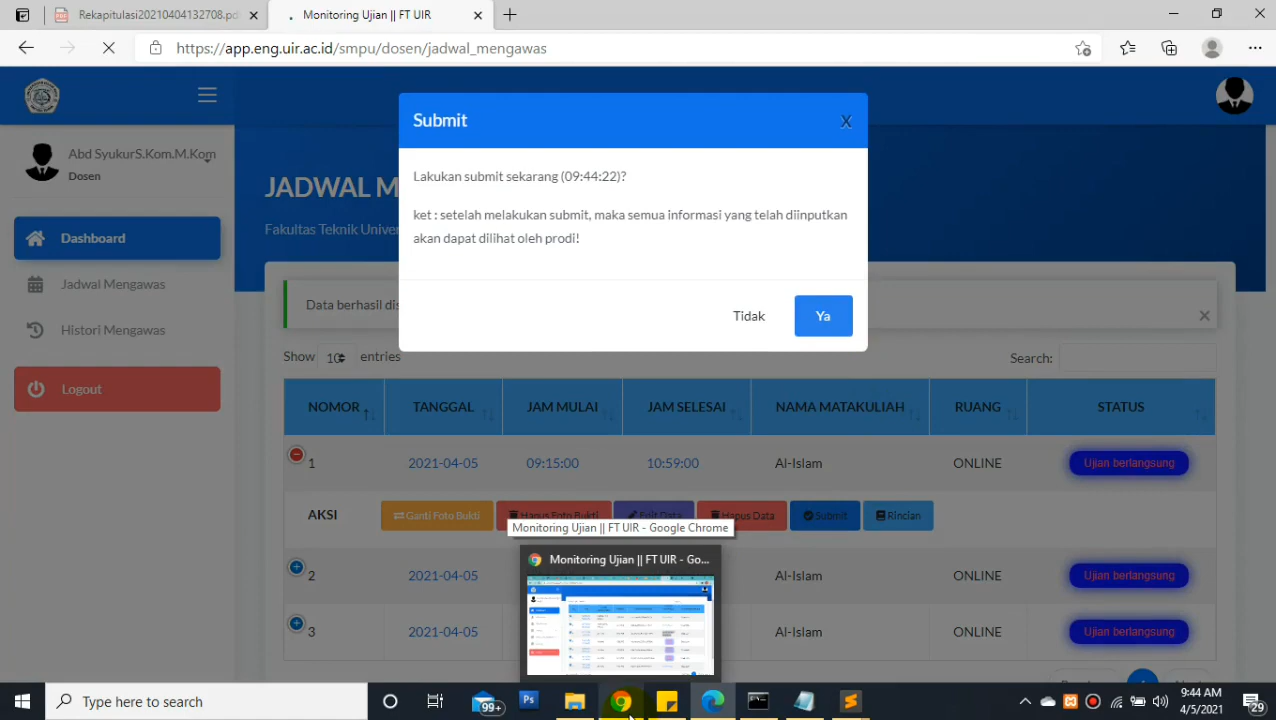 Rekapitulasi20210404132708.pd
Monitoring Ujian || FT UIR
https://app.eng.uir.ac.id/smpu/dosen/jadwal_mengawas
Abd SyukurS.Kom.M.Kom
Dosen
Dashboard
Jadwal Mengawas
Histori Mengawas
Logout
JADWAL M
Fakultas Teknik Univer
Submit
X
Lakukan submit sekarang (09:44:22)?
ket : setelah melakukan submit, maka semua informasi yang telah diinputkan
akan dapat dilihat oleh prodi!
Tidak
Ya
Data berhasil dis
Show 10 entries
Search:
NOMOR TANGGAL JAM MULAI JAM SELESAI NAMA MATAKULIAH RUANG STATUS
1 2021-04-05 09:15:00 10:59:00 Al-Islam ONLINE Ujian berlangsung
AKSI Ganti Foto Bukti Hapus Foto Bukti Edit Data Hapus Data Submit Rincian
Monitoring Ujian || FT UIR - Google Chrome
Monitoring Ujian || FT UIR - Go...
2 2021-04-05 Al-Islam ONLINE Ujian berlangsung
2021-04-05 Al-Islam ONLINE Ujian berlangsung
Type here to search
99+
Ps
9:44 AM
4/5/2021
29